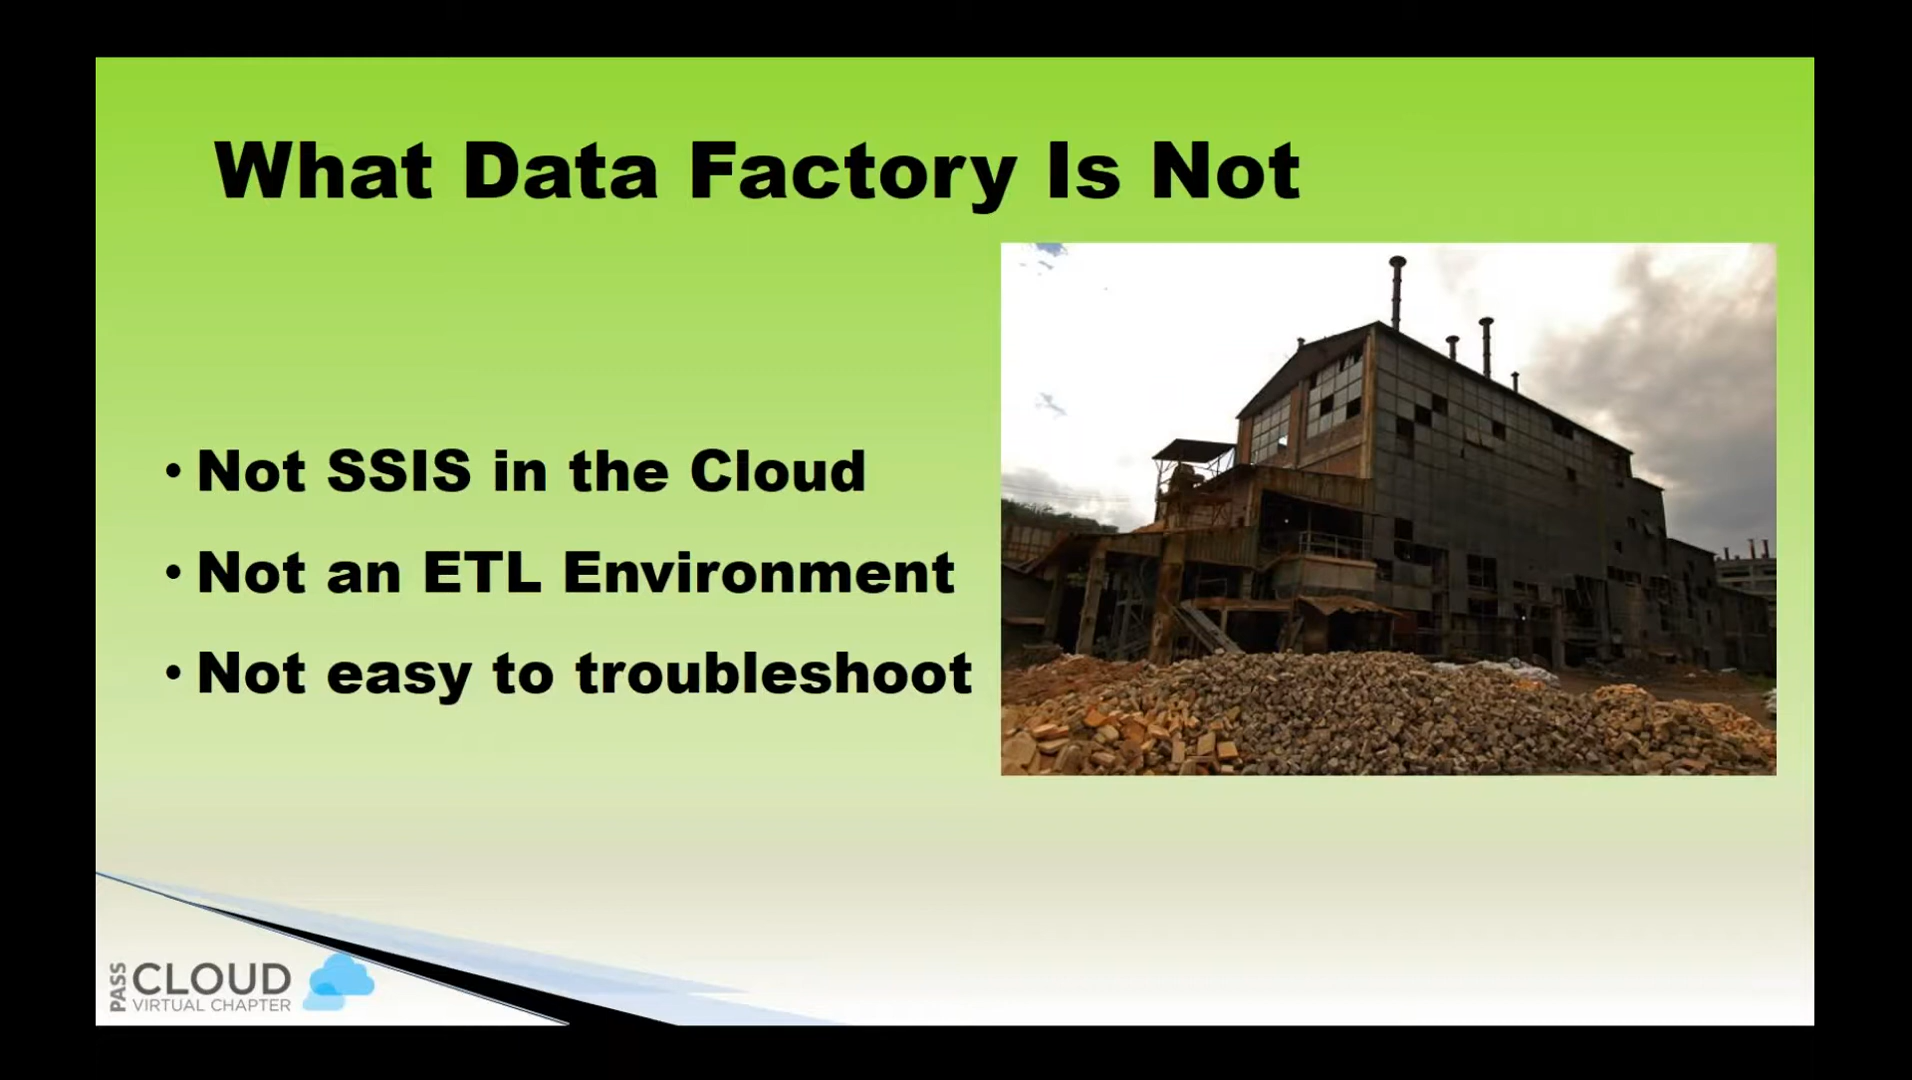 What Data Factory Is Not
• Not SSIS in the Cloud
• Not an ETL Environment
• Not easy to troubleshoot
PASS
CLOUD
VIRTUAL CHAPTER